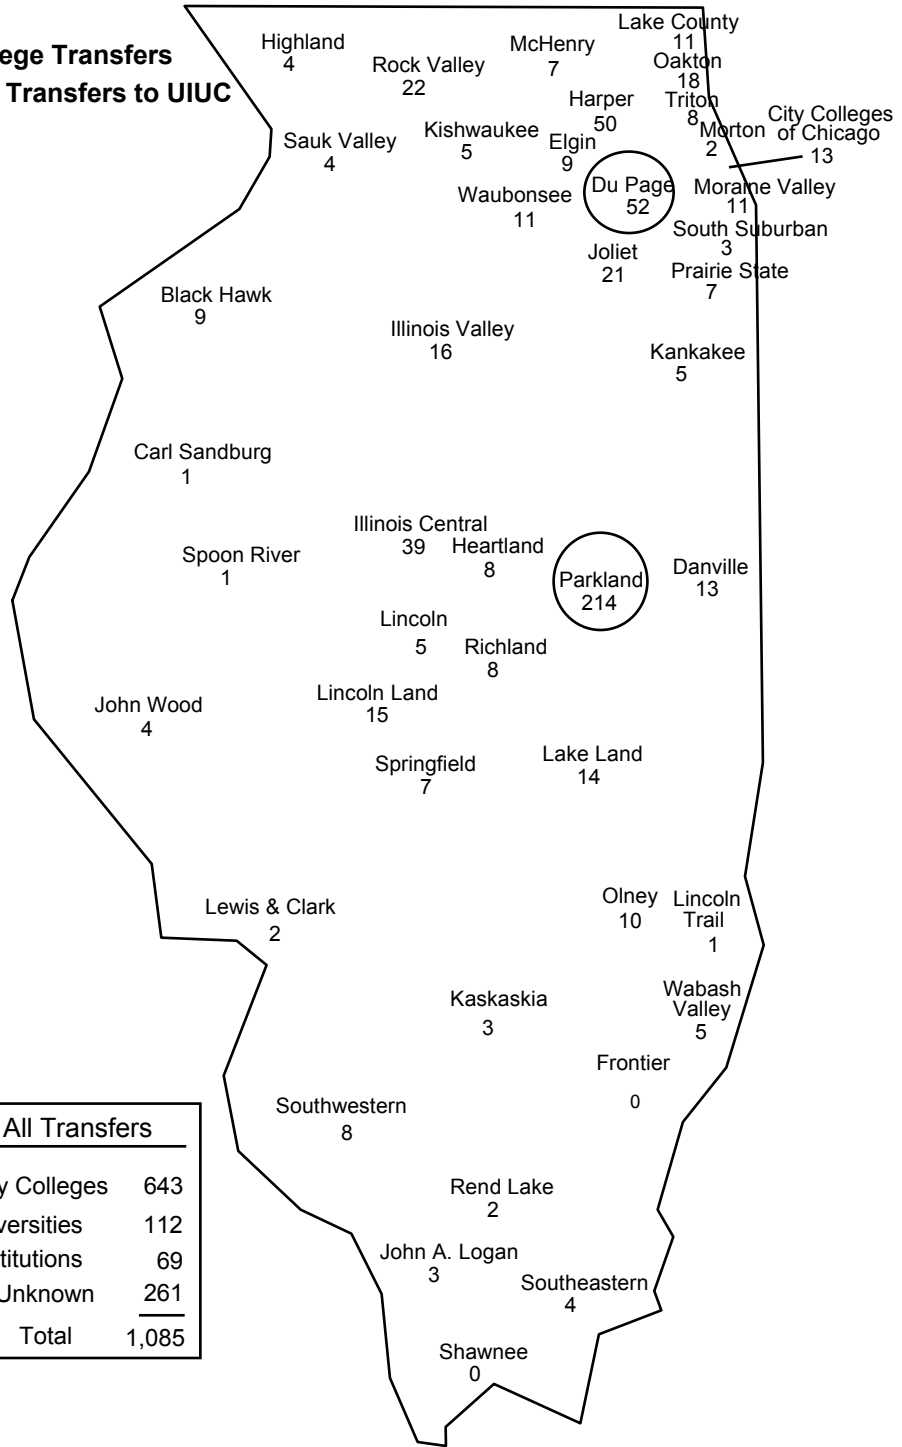 ege Transfers
Transfers to UIUC
Highland
4
Rock Valley
22
McHenry
7
Lake County
11
Oakton
18
Triton
8
Harper
50
Morton
2
City Colleges
of Chicago
13
Sauk Valley
4
Kishwaukee
5
Elgin
9
Waubonsee
11
Du Page
52
Moraine Valley
11
South Suburban
3
Joliet
21
Prairie State
7
Black Hawk
9
Illinois Valley
16
Kankakee
5
Carl Sandburg
1
Illinois Central
39
Heartland
8
Spoon River
1
Parkland
214
Danville
13
Lincoln
5
Richland
8
Lincoln Land
15
John Wood
4
Springfield
7
Lake Land
14
Lewis & Clark
2
Olney
10
Lincoln
Trail
1
Kaskaskia
3
Wabash
Valley
5
Frontier
0
Southwestern
8
Rend Lake
2
John A. Logan
3
Southeastern
4
Shawnee
0
All Transfers
y Colleges 643
versities 112
titutions 69
Unknown 261
Total 1,085